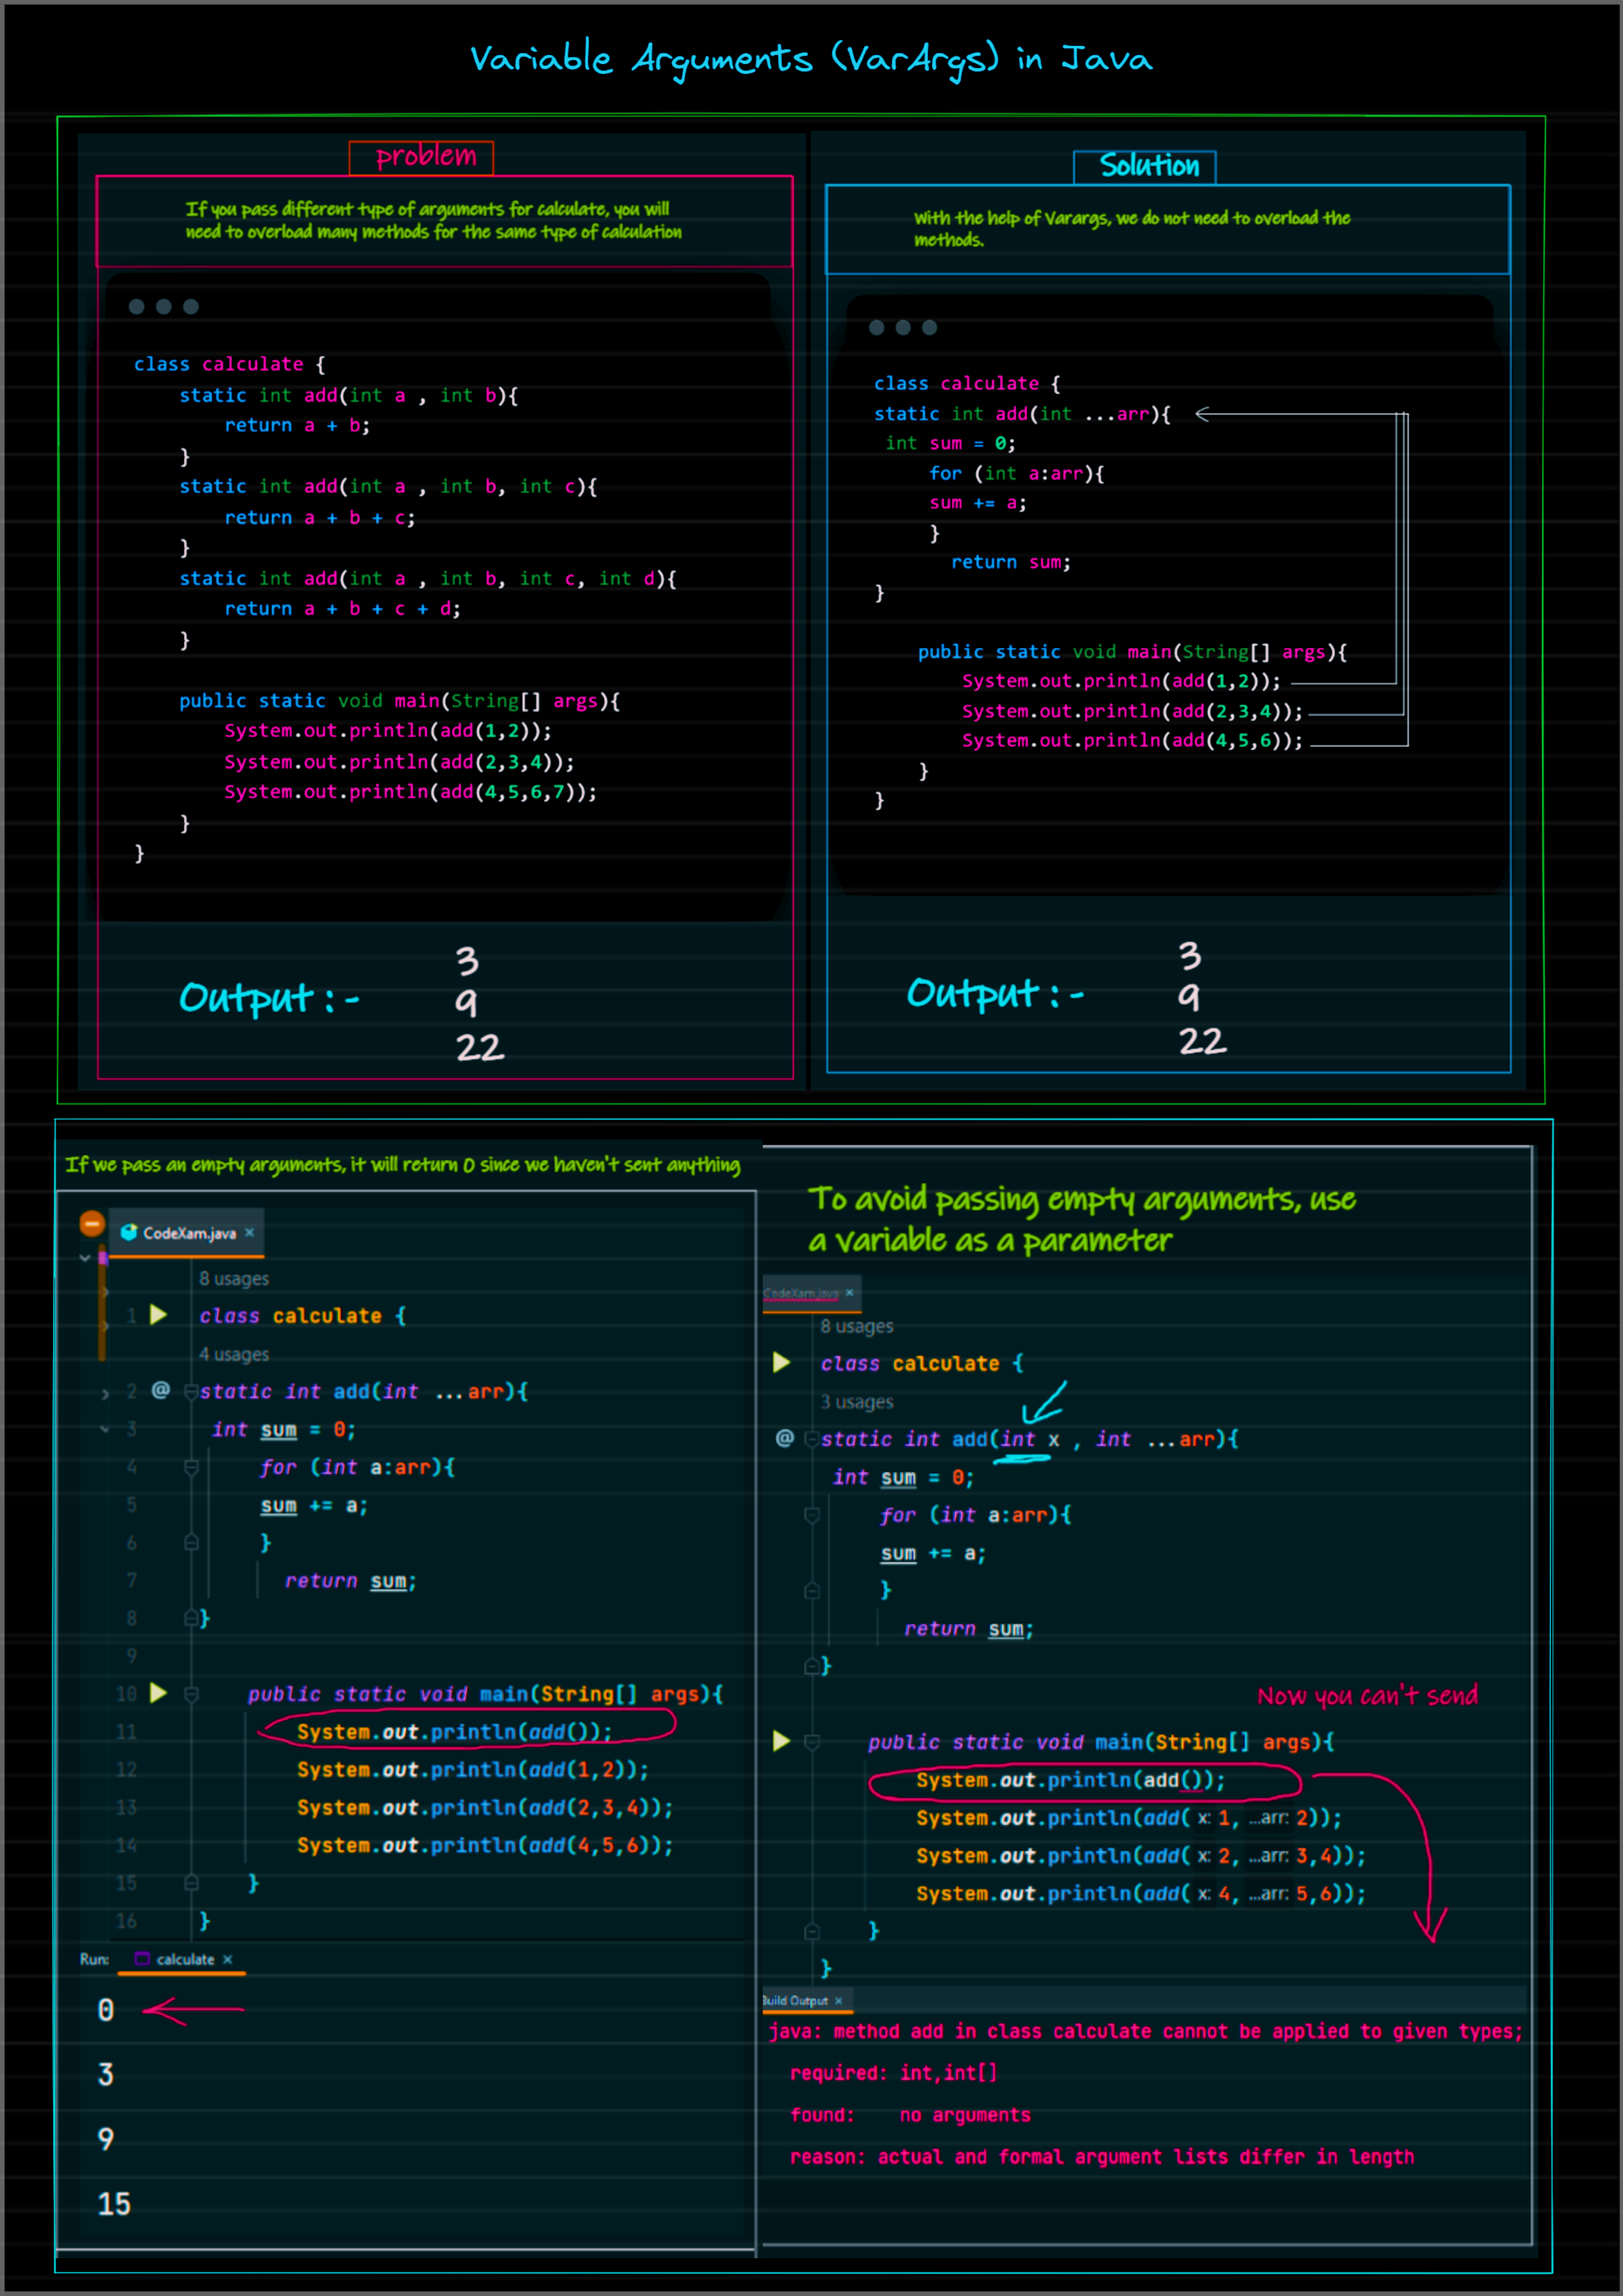 Variable Arguments (VarArgs) in Java
problem
If you pass different type of arguments for calculate, you will
need to overload many methods for the same type of calculation
class calculate {
static int add(int a , int b){
return a + b;
}
static int add(int a , int b, int c){
return a + b + c;
}
static int add(int a , int b, int c, int d){
return a + b + c + d;
}
public static void main(String[] args){
System.out.println(add(1,2));
System.out.println(add(2,3,4));
System.out.println(add(4,5,6,7));
}
}
Output : -
3
9
22
Solution
With the help of Varargs, we do not need to overload the
methods.
class calculate {
static int add(int ...arr){
int sum = 0;
for (int a:arr){
sum += a;
}
return sum;
}
public static void main(String[] args){
System.out.println(add(1,2));
System.out.println(add(2,3,4));
System.out.println(add(4,5,6));
}
}
Output : -
3
9
22
If we pass an empty arguments, it will return 0 since we haven't sent anything
CodeXam.java ×
8 usages
1 class calculate {
4 usages
2 @ static int add(int ...arr){
3 int sum = 0;
4 for (int a:arr){
5 sum += a;
6 }
7 return sum;
8 }
9
10 public static void main(String[] args){
11 System.out.println(add());
12 System.out.println(add(1,2));
13 System.out.println(add(2,3,4));
14 System.out.println(add(4,5,6));
15 }
16 }
Run: calculate ×
0
3
9
15
To avoid passing empty arguments, use
a variable as a parameter
CodeXam.java ×
8 usages
class calculate {
3 usages
@ static int add(int x , int ...arr){
int sum = 0;
for (int a:arr){
sum += a;
}
return sum;
}
Now you can't send
public static void main(String[] args){
System.out.println(add());
System.out.println(add( x: 1, ...arr: 2));
System.out.println(add( x: 2, ...arr: 3,4));
System.out.println(add( x: 4, ...arr: 5,6));
}
}
Build Output ×
java: method add in class calculate cannot be applied to given types;
required: int,int[]
found: no arguments
reason: actual and formal argument lists differ in length